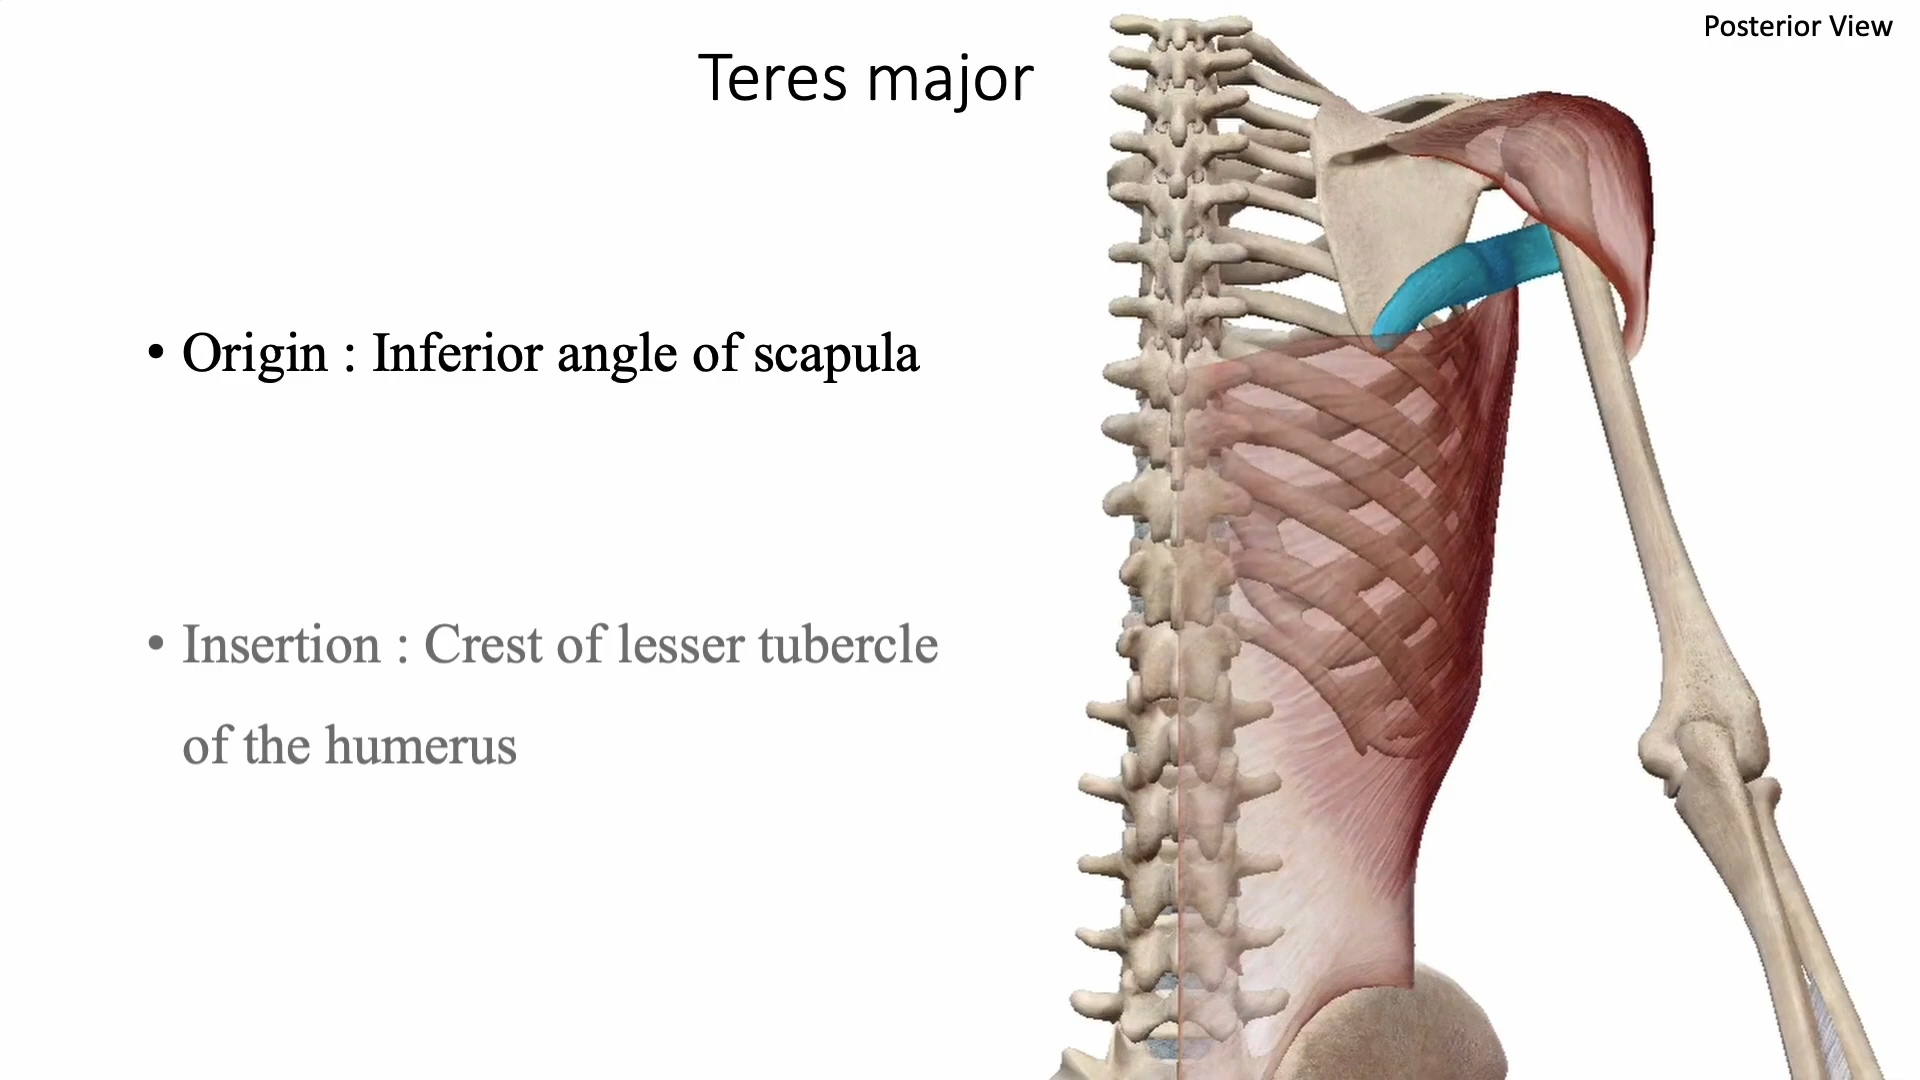 Posterior View
Teres major
• Origin : Inferior angle of scapula
• Insertion : Crest of lesser tubercle
of the humerus